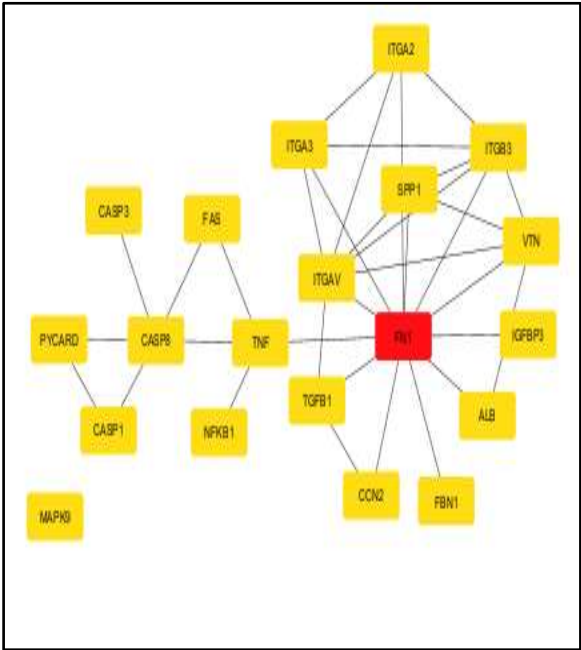 ITGA2
ITGA3
ITGB3
SPP1
CASP3
FAS
VTN
ITGAV
PYCARD
CASP8
TNF
FN1
IGFBP3
TGFB1
ALB
CASP1
NFKB1
CCN2
FBN1
MAPK9